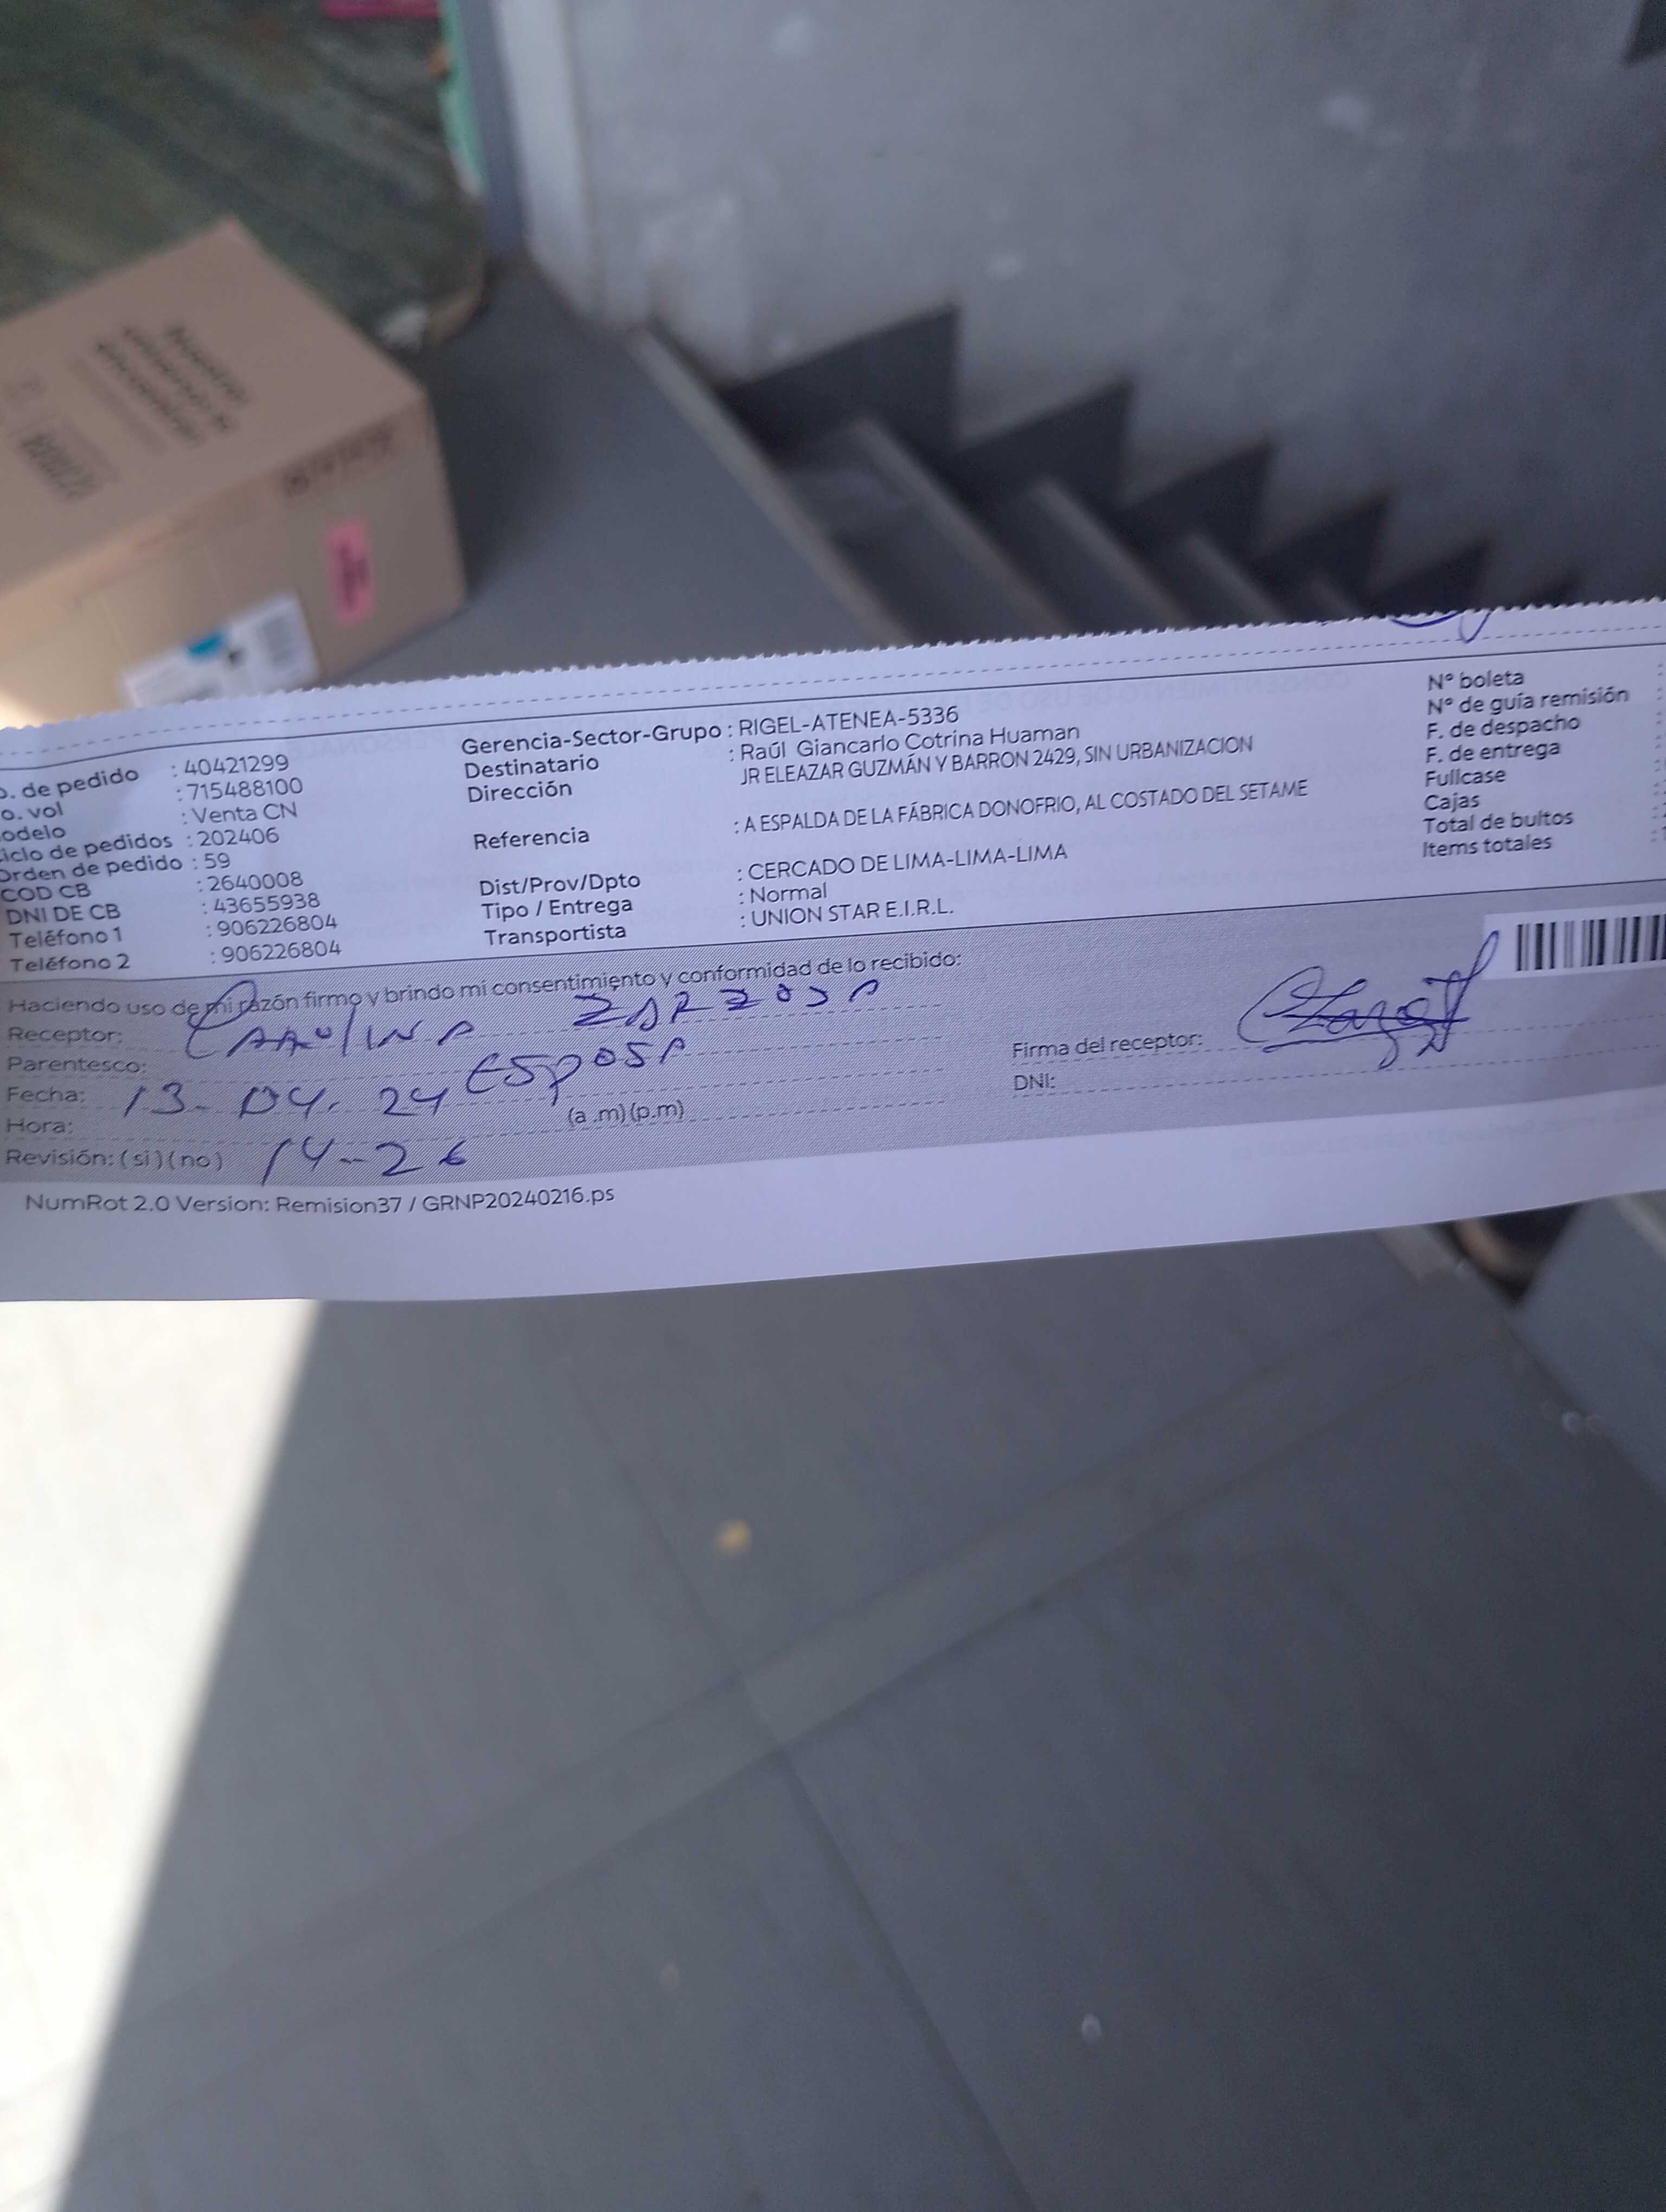 Gerencia-Sector-Grupo : RIGEL-ATENEA-5336
Destinatario : Raúl Giancarlo Cotrina Huaman
Dirección JR ELEAZAR GUZMÁN Y BARRON 2429, SIN URBANIZACION
Referencia : A ESPALDA DE LA FÁBRICA DONOFRIO, AL COSTADO DEL SETAME
Dist/Prov/Dpto : CERCADO DE LIMA-LIMA-LIMA
Tipo / Entrega : Normal
Transportista : UNION STAR E.I.R.L.
de pedido : 40421299
vol : 715488100
odelo : Venta CN
iclo de pedidos : 202406
Orden de pedido : 59
COD CB : 2640008
DNI DE CB : 43655938
Teléfono 1 : 906226804
Teléfono 2 : 906226804
N° boleta
N° de guía remisión
F. de despacho
F. de entrega
Fullcase
Cajas
Total de bultos
Items totales
Haciendo uso de mi razón firmo y brindo mi consentimiento y conformidad de lo recibido:
Receptor: ZARZOSA
Parentesco: ESPOSA
Fecha: 13-04-24
Hora: (a .m) (p.m)
Revisión: (si) (no) 14-26
Firma del receptor:
DNI:
NumRot 2.0 Version: Remision37 / GRNP20240216.ps